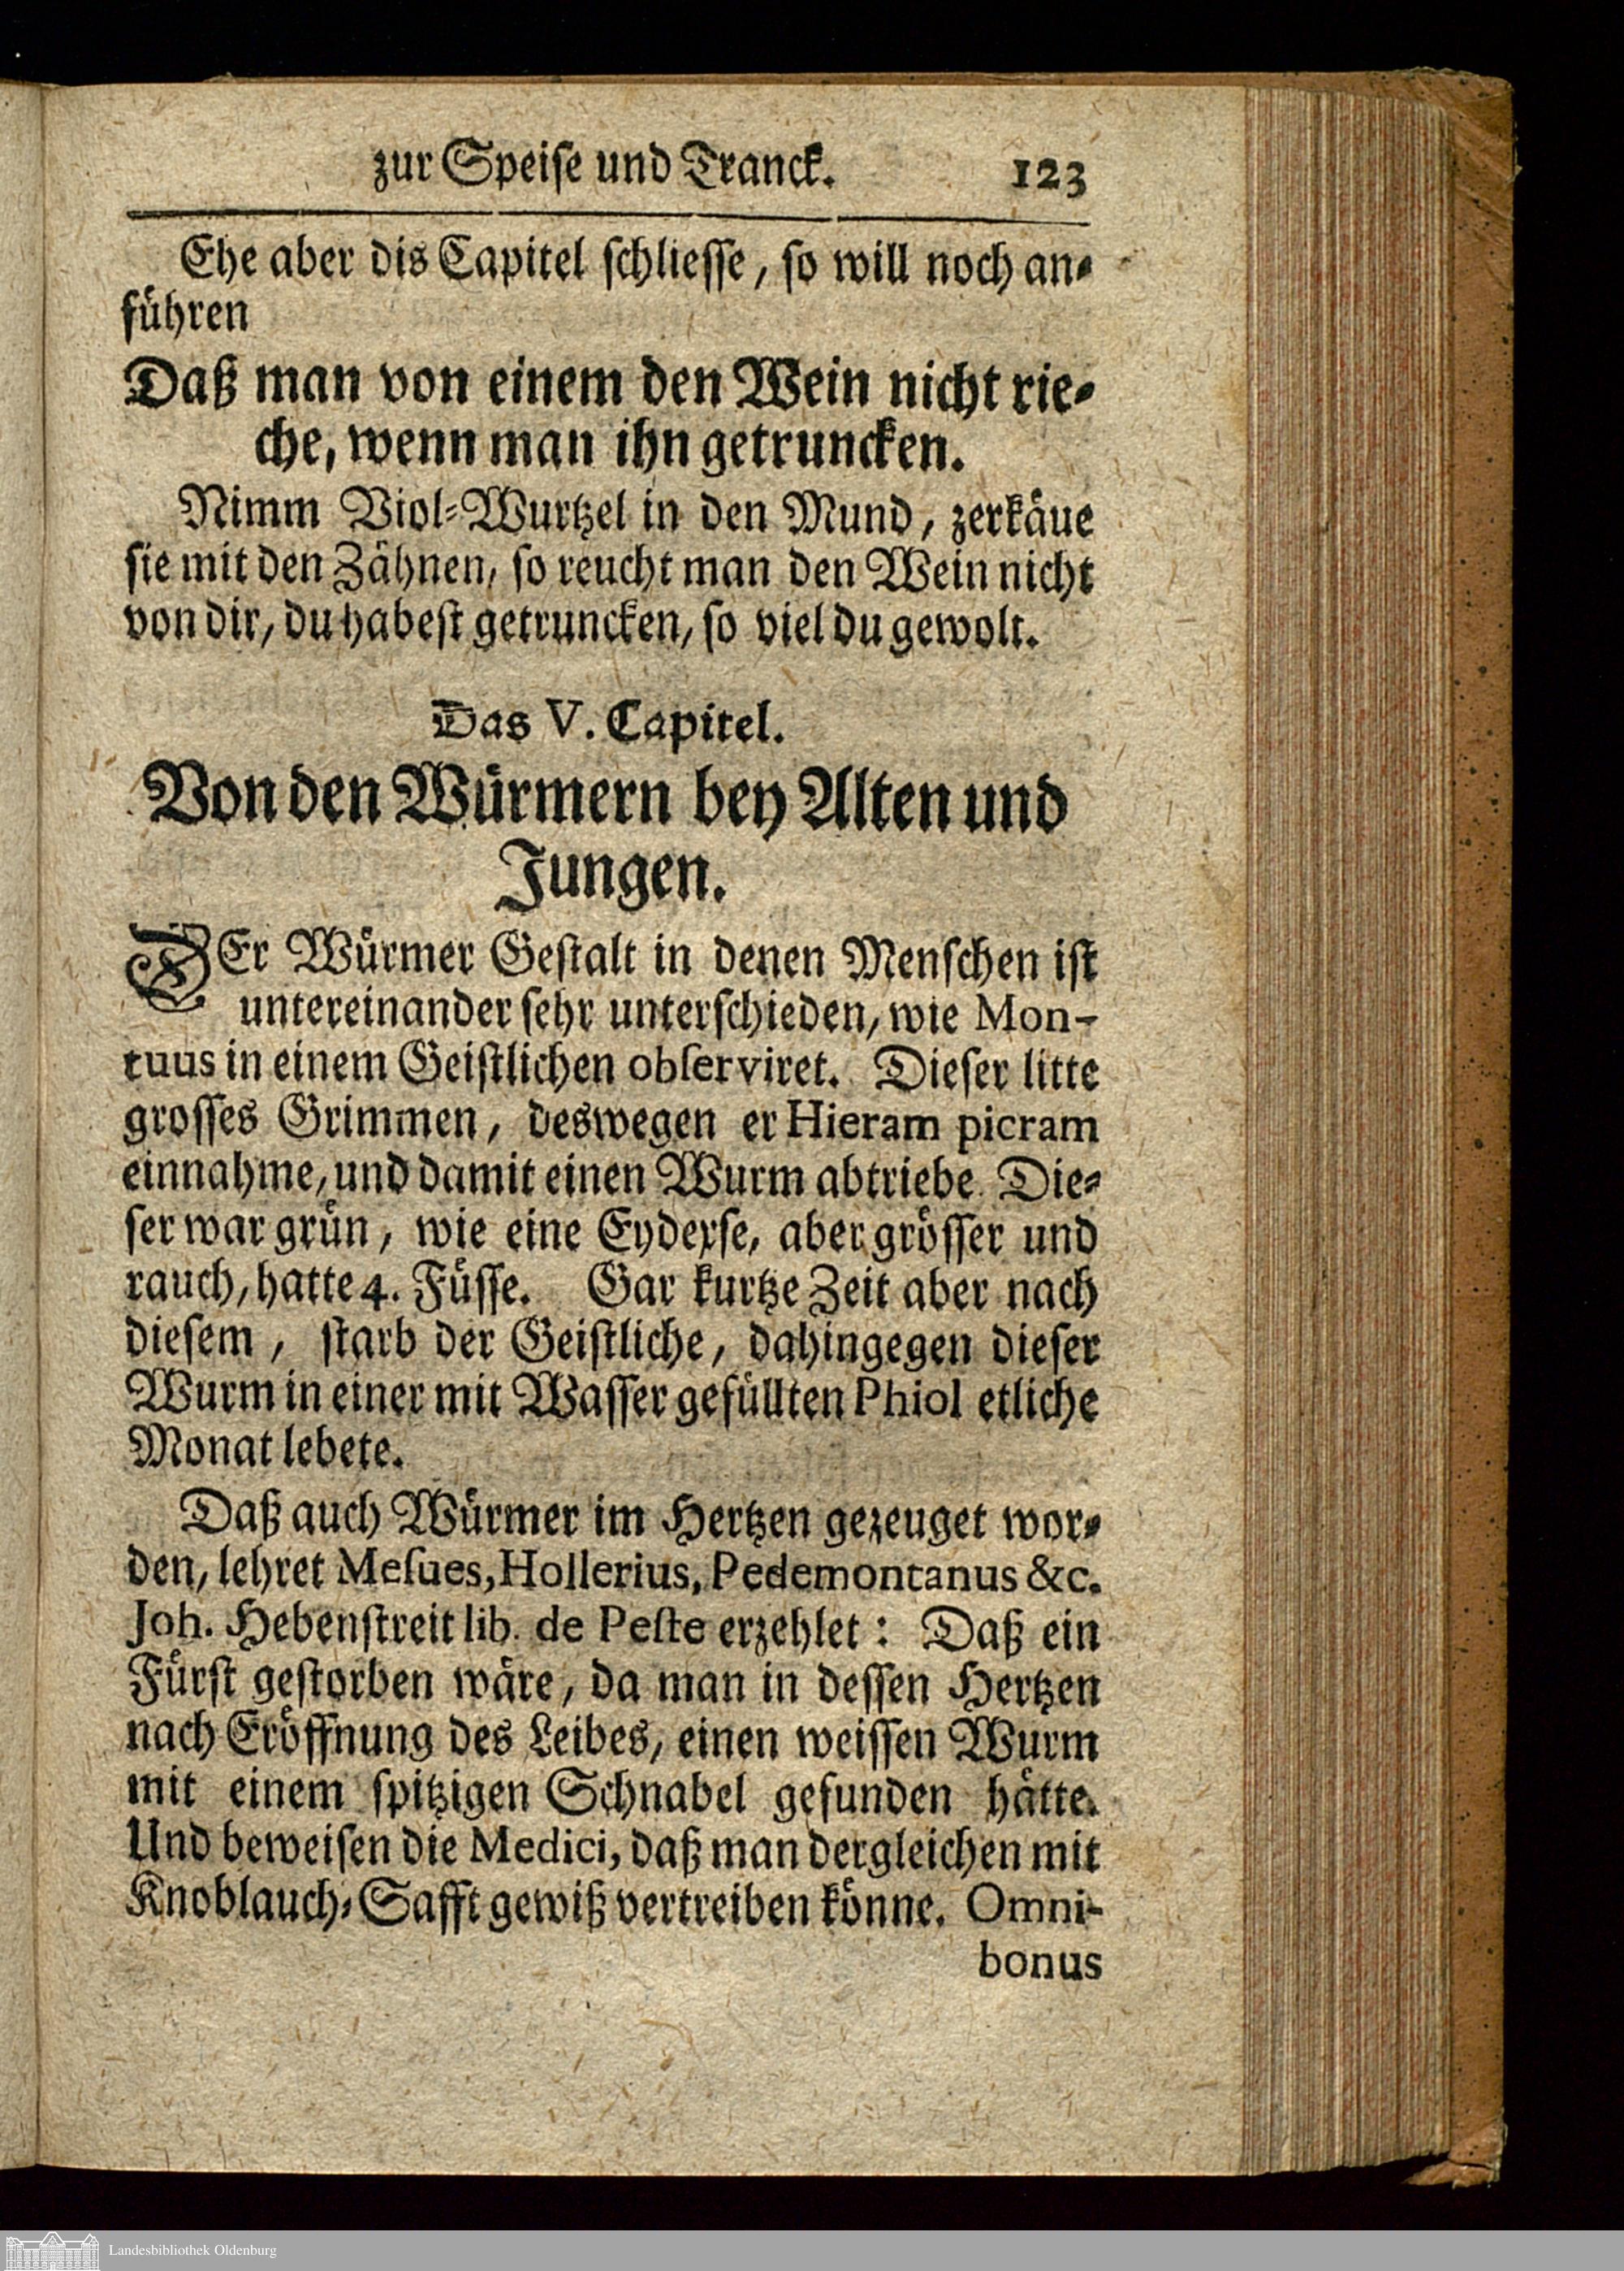 zur Speise und Tranck. 123
Ehe aber dis Capitel schliesse, so will noch an-
führen
Daß man von einem den Wein nicht rie-
che, wenn man ihn getruncken.
Nimm Viol-Wurtzel in den Mund, zerkäue
sie mit den Zähnen, so reucht man den Wein nicht
von dir, du habest getruncken, so viel du gewolt.
Das V. Capitel.
Von den Würmern bey Alten und
Jungen.
DEr Würmer Gestalt in denen Menschen ist
untereinander sehr unterschieden, wie Mon-
tuus in einem Geistlichen observiret. Dieser litte
grosses Grimmen, deswegen er Hieram picram
einnahme, und damit einen Wurm abtriebe. Die-
ser war grün, wie eine Eydexse, aber grösser und
rauch, hatte 4. Füsse. Gar kurtze Zeit aber nach
diesem, starb der Geistliche, dahingegen dieser
Wurm in einer mit Wasser gefüllten Phiol etliche
Monat lebete.
Daß auch Würmer im Hertzen gezeuget wor-
den, lehret Mesues, Hollerius, Pedemontanus &c.
Joh. Hebenstreit lib. de Peste erzehlet: Daß ein
Fürst gestorben wäre, da man in dessen Hertzen
nach Eröffnung des Leibes, einen weissen Wurm
mit einem spitzigen Schnabel gefunden hätte.
Und beweisen die Medici, daß man dergleichen mit
Knoblauch-Safft gewiß vertreiben könne. Omni-
bonus
Landesbibliothek Oldenburg